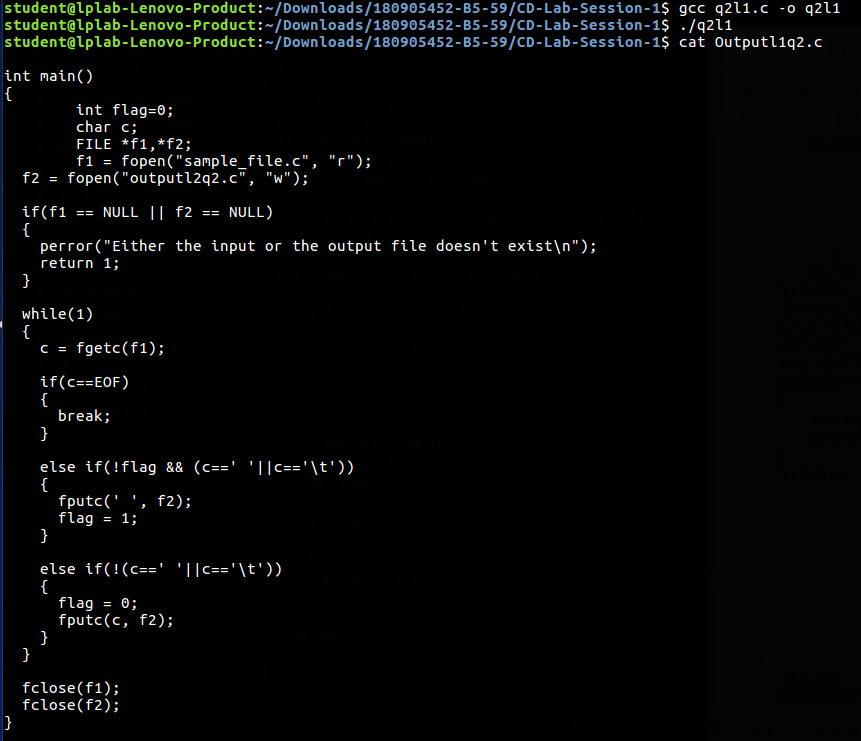 student@lplab-Lenovo-Product:~/Downloads/180905452-B5-59/CD-Lab-Session-1$ gcc q2l1.c -o q2l1
student@lplab-Lenovo-Product:~/Downloads/180905452-B5-59/CD-Lab-Session-1$ ./q2l1
student@lplab-Lenovo-Product:~/Downloads/180905452-B5-59/CD-Lab-Session-1$ cat Outputl1q2.c

int main()
{
        int flag=0;
        char c;
        FILE *f1,*f2;
        f1 = fopen("sample_file.c", "r");
  f2 = fopen("outputl2q2.c", "w");

  if(f1 == NULL || f2 == NULL)
  {
    perror("Either the input or the output file doesn't exist\n");
    return 1;
  }

  while(1)
  {
    c = fgetc(f1);

    if(c==EOF)
    {
      break;
    }

    else if(!flag && (c==' '||c=='\t'))
    {
      fputc(' ', f2);
      flag = 1;
    }

    else if(!(c==' '||c=='\t'))
    {
      flag = 0;
      fputc(c, f2);
    }
  }

  fclose(f1);
  fclose(f2);
}